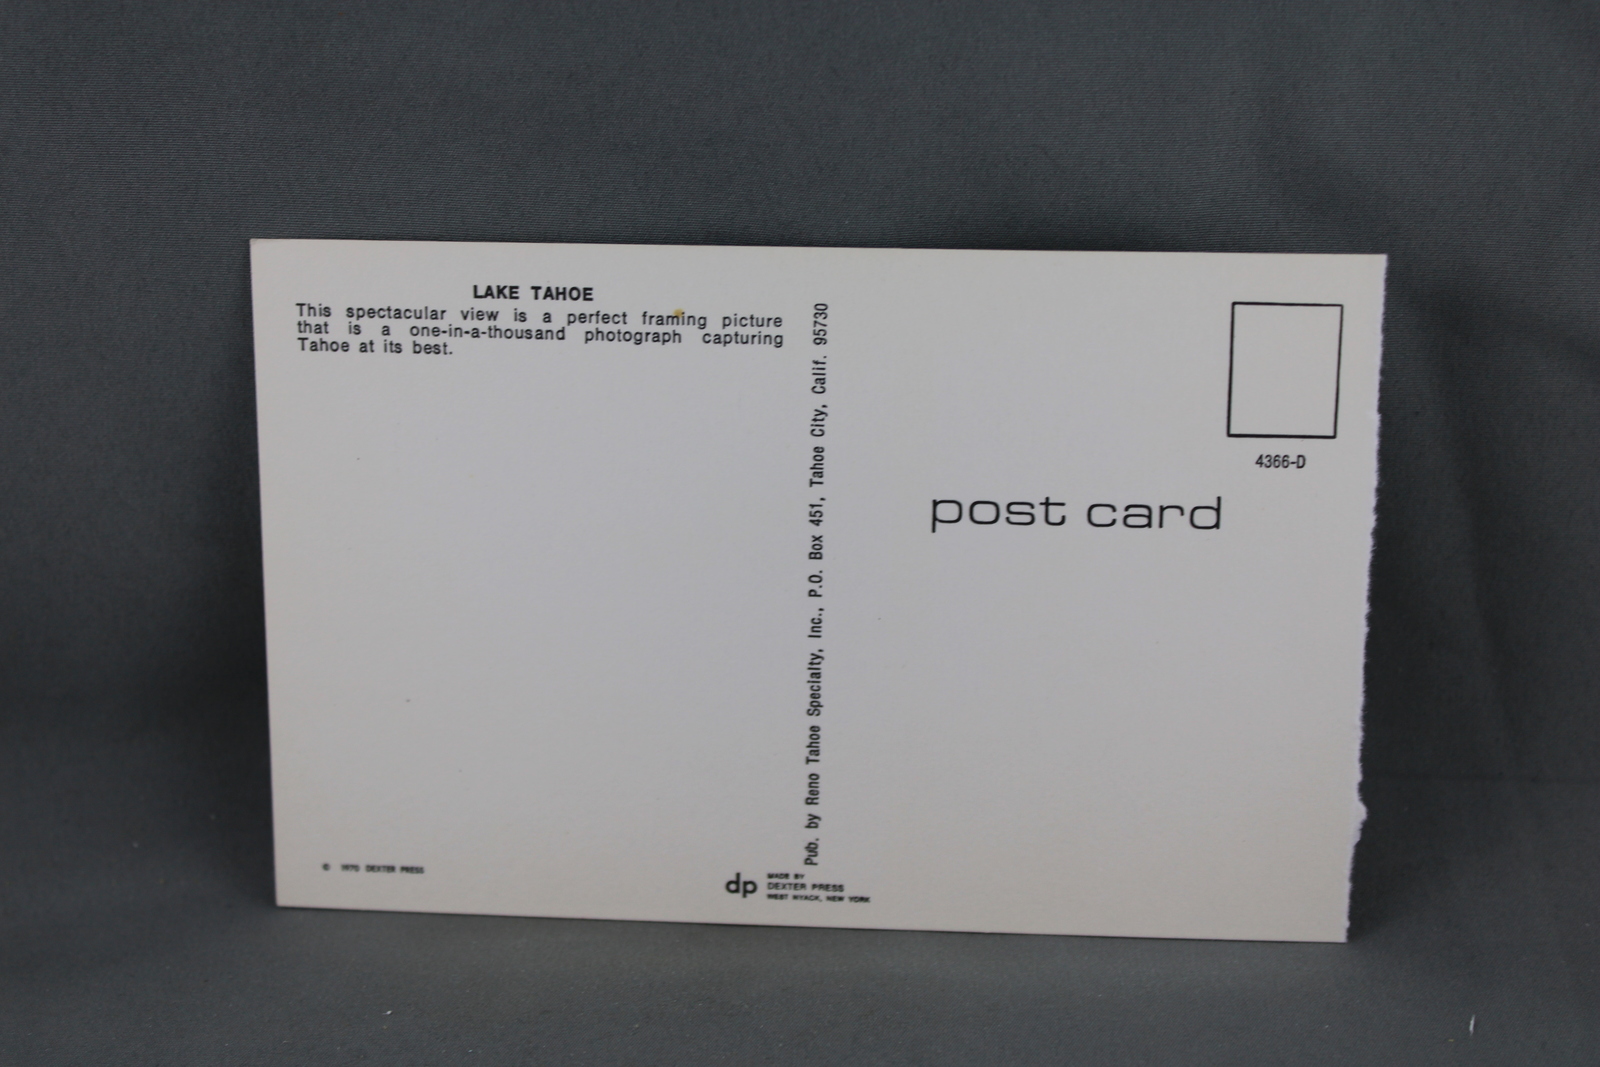 LAKE TAHOE
This spectacular view is a perfect framing picture
that is a one-in-a-thousand photograph capturing
Tahoe at its best.
© 1970 DEXTER PRESS
Pub. by Reno Tahoe Specialty, Inc., P.O. Box 451, Tahoe City, Calif. 95730
dp
MADE BY
DEXTER PRESS
WEST NYACK, NEW YORK
4366-D
post card